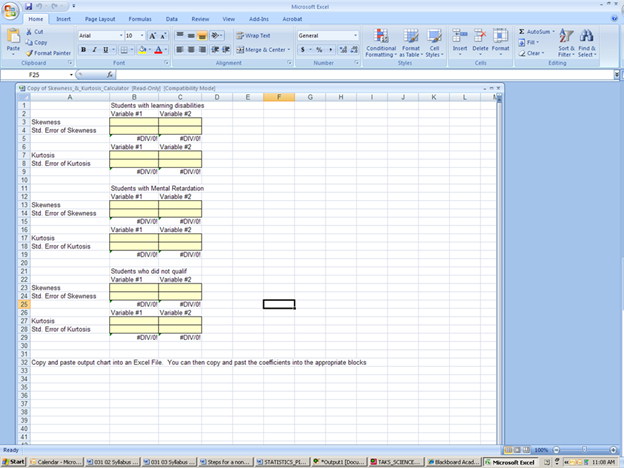 Microsoft Excel
Home Insert Page Layout Formulas Data Review View Add-Ins Acrobat
Cut
Copy
Format Painter
Paste
Clipboard
Arial 10
Font
Wrap Text
Merge & Center
Alignment
General
Number
Conditional Formatting Format as Table Cell Styles
Styles
Insert Delete Format
Cells
AutoSum
Fill
Clear
Sort & Filter Find & Select
Editing
F25
Copy of Skewness_&_Kurtosis_Calculator [Read-Only] [Compatibility Mode]
A B C D E F G H I J K L
1 Students with learning disabilities
2 Variable #1 Variable #2
3 Skewness
4 Std. Error of Skewness
5 #DIV/0! #DIV/0!
6 Variable #1 Variable #2
7 Kurtosis
8 Std. Error of Kurtosis
9 #DIV/0! #DIV/0!
10
11 Students with Mental Retardation
12 Variable #1 Variable #2
13 Skewness
14 Std. Error of Skewness
15 #DIV/0! #DIV/0!
16 Variable #1 Variable #2
17 Kurtosis
18 Std. Error of Kurtosis
19 #DIV/0! #DIV/0!
20
21 Students who did not qualif
22 Variable #1 Variable #2
23 Skewness
24 Std. Error of Skewness
25 #DIV/0! #DIV/0!
26 Variable #1 Variable #2
27 Kurtosis
28 Std. Error of Kurtosis
29 #DIV/0! #DIV/0!
30
31
32 Copy and paste output chart into an Excel File. You can then copy and past the coefficients into the appropriate blocks
33
34
35
36
37
38
39
40
41
Ready 100%
Start Calendar - Micros... 031 02 Syllabus ... 031 03 Syllabus ... Steps for a non... STATISTICS_PI... *Output1 [Docu... TAKS_SCIENCE... Blackboard Acad... Microsoft Excel 11:08 AM